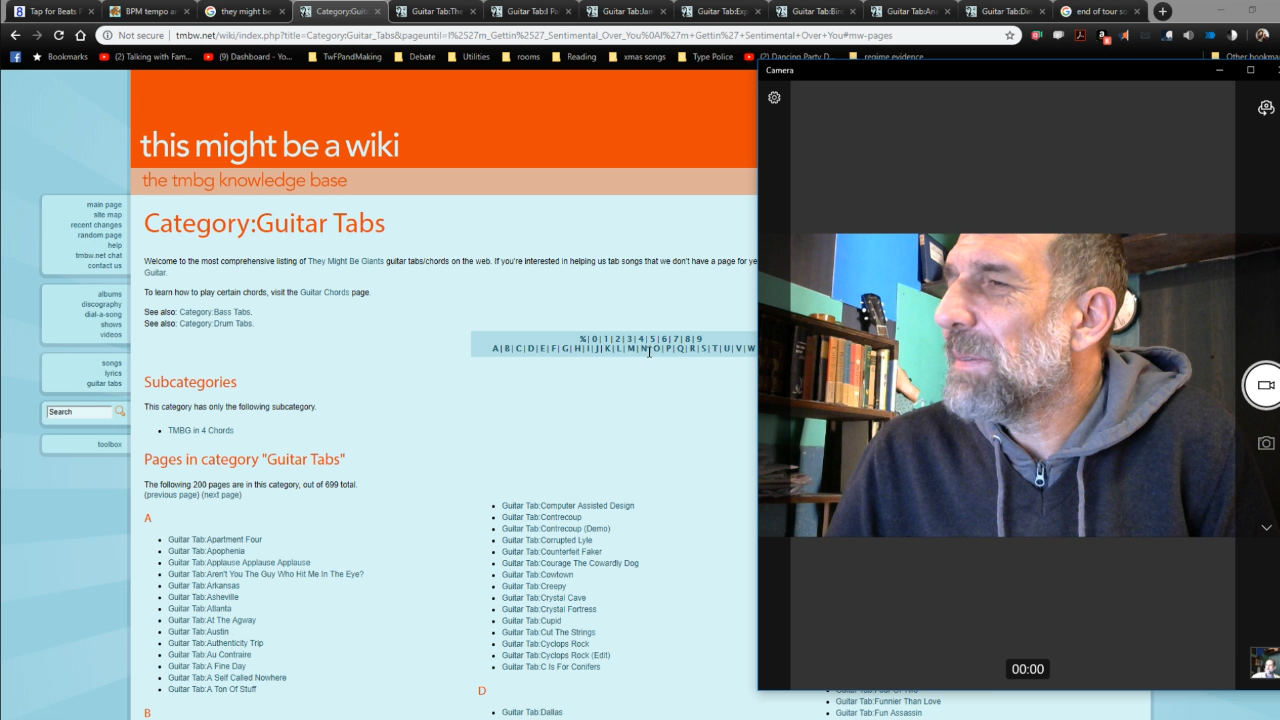 Tap for Beats P
BPM tempo an
they might be
Category:Guit
Guitar Tab:The
Guitar Tab:J Pa
Guitar Tab:Jan
Guitar Tab:Exp
Guitar Tab:Birc
Guitar Tab:Ana
Guitar Tab:Din
end of tour so
Not secure | tmbw.net/wiki/index.php?title=Category:Guitar_Tabs&pageuntil=I%2527m_Gettin%2527_Sentimental_Over_You%0AI%27m+Gettin%27+Sentimental+Over+You#mw-pages
Bookmarks
(2) Talking with Fam...
(9) Dashboard - Yo...
TwFPandMaking
Debate
Utilities
rooms
Reading
xmas songs
Type Police
(2) Dancing Party D...
regime evidence
Other bookma
Camera
this might be a wiki
the tmbg knowledge base
main page
site map
recent changes
random page
help
tmbw.net chat
contact us
albums
discography
dial-a-song
shows
videos
songs
lyrics
guitar tabs
Search
toolbox
Category:Guitar Tabs
Welcome to the most comprehensive listing of They Might Be Giants guitar tabs/chords on the web. If you're interested in helping us tab songs that we don't have a page for ye
Guitar.
To learn how to play certain chords, visit the Guitar Chords page.
See also: Category:Bass Tabs.
See also: Category:Drum Tabs.
%| 0 | 1 | 2 | 3 | 4 | 5 | 6 | 7 | 8 | 9
A | B | C | D | E | F | G | H | I | J | K | L | M | N | O | P | Q | R | S | T | U | V | W
Subcategories
This category has only the following subcategory.
TMBG in 4 Chords
Pages in category "Guitar Tabs"
The following 200 pages are in this category, out of 699 total.
(previous page) (next page)
A
Guitar Tab:Apartment Four
Guitar Tab:Apophenia
Guitar Tab:Applause Applause Applause
Guitar Tab:Aren't You The Guy Who Hit Me In The Eye?
Guitar Tab:Arkansas
Guitar Tab:Asheville
Guitar Tab:Atlanta
Guitar Tab:At The Agway
Guitar Tab:Austin
Guitar Tab:Authenticity Trip
Guitar Tab:Au Contraire
Guitar Tab:A Fine Day
Guitar Tab:A Self Called Nowhere
Guitar Tab:A Ton Of Stuff
B
Guitar Tab:Computer Assisted Design
Guitar Tab:Contrecoup
Guitar Tab:Contrecoup (Demo)
Guitar Tab:Corrupted Lyle
Guitar Tab:Counterfeit Faker
Guitar Tab:Courage The Cowardly Dog
Guitar Tab:Cowtown
Guitar Tab:Creepy
Guitar Tab:Crystal Cave
Guitar Tab:Crystal Fortress
Guitar Tab:Cupid
Guitar Tab:Cut The Strings
Guitar Tab:Cyclops Rock
Guitar Tab:Cyclops Rock (Edit)
Guitar Tab:C Is For Conifers
D
Guitar Tab:Dallas
Guitar Tab:Funnier Than Love
Guitar Tab:Fun Assassin
00:00